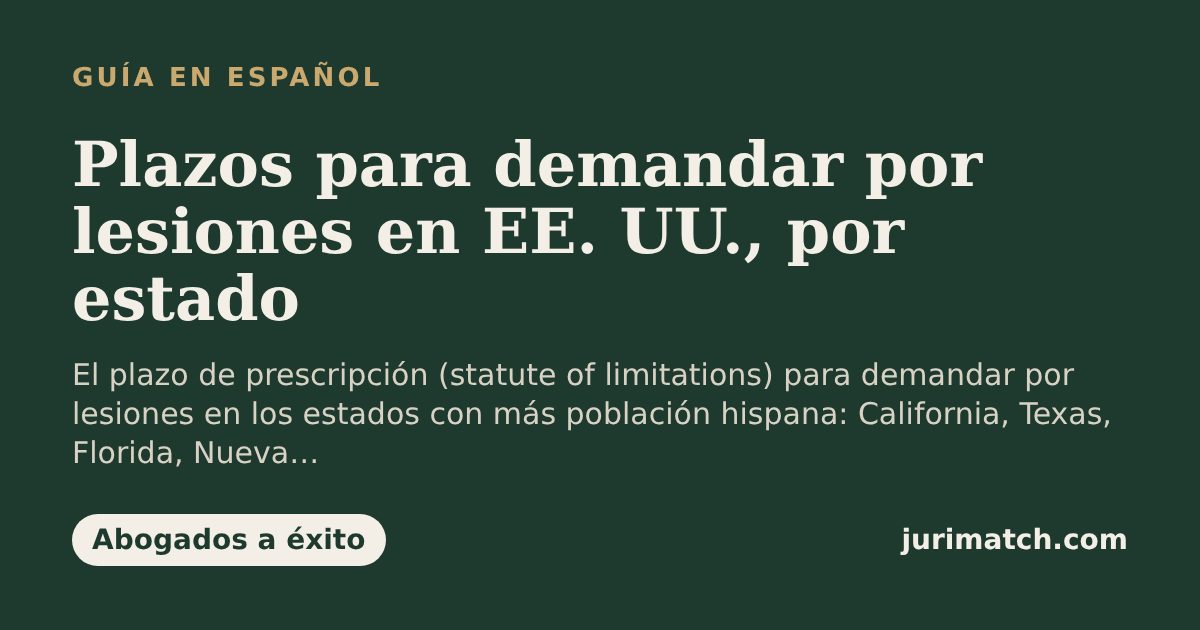 GUÍA EN ESPAÑOL
Plazos para demandar por
lesiones en EE. UU., por
estado
El plazo de prescripción (statute of limitations) para demandar por
lesiones en los estados con más población hispana: California, Texas,
Florida, Nueva…
Abogados a éxito
jurimatch.com